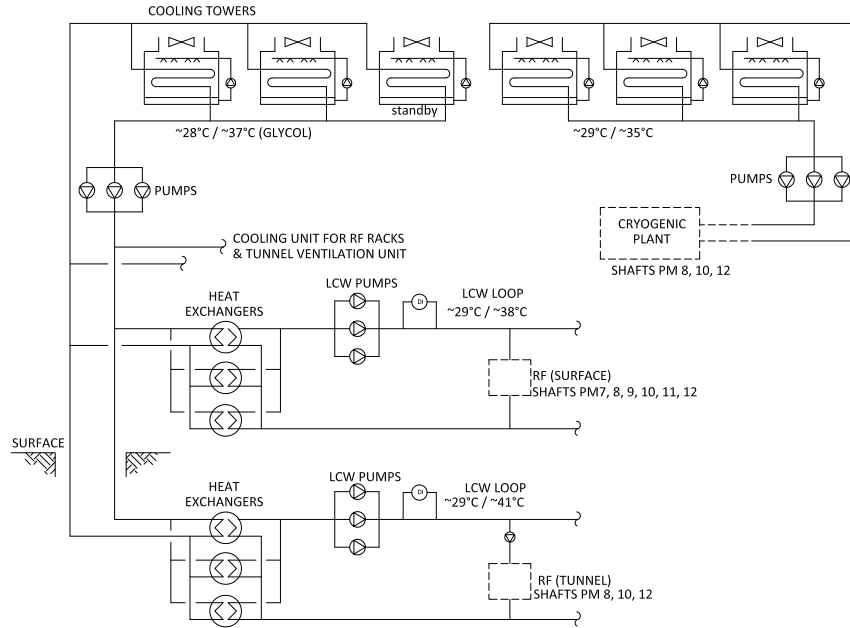 COOLING TOWERS
standby
~28°C / ~37°C (GLYCOL)
~29°C / ~35°C
PUMPS
PUMPS
CRYOGENIC
PLANT
SHAFTS PM 8, 10, 12
COOLING UNIT FOR RF RACKS
& TUNNEL VENTILATION UNIT
HEAT
EXCHANGERS
LCW PUMPS
DI
LCW LOOP
~29°C / ~38°C
RF (SURFACE)
SHAFTS PM7, 8, 9, 10, 11, 12
SURFACE
HEAT
EXCHANGERS
LCW PUMPS
DI
LCW LOOP
~29°C / ~41°C
RF (TUNNEL)
SHAFTS PM 8, 10, 12